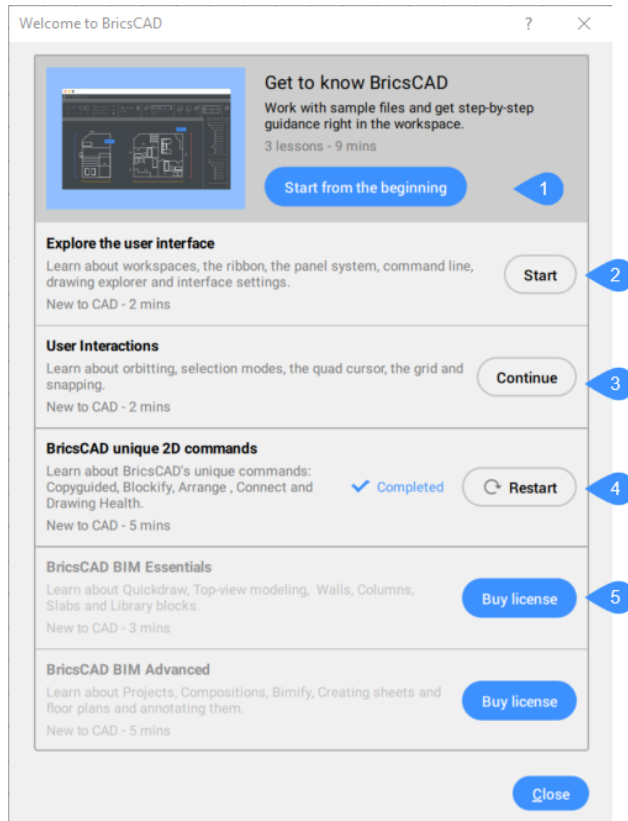 Welcome to BricsCAD
?
Get to know BricsCAD
Work with sample files and get step-by-step
guidance right in the workspace.
3 lessons - 9 mins
Start from the beginning
1
Explore the user interface
Learn about workspaces, the ribbon, the panel system, command line,
drawing explorer and interface settings.
New to CAD - 2 mins
Start
2
User Interactions
Learn about orbitting, selection modes, the quad cursor, the grid and
snapping.
New to CAD - 2 mins
Continue
3
BricsCAD unique 2D commands
Learn about BricsCAD's unique commands:
Copyguided, Blockify, Arrange , Connect and
Drawing Health.
New to CAD - 5 mins
Completed
Restart
4
BricsCAD BIM Essentials
Learn about Quickdraw, Top-view modeling, Walls, Columns,
Slabs and Library blocks.
New to CAD - 3 mins
Buy license
5
BricsCAD BIM Advanced
Learn about Projects, Compositions, Bimify, Creating sheets and
floor plans and annotating them.
New to CAD - 5 mins
Buy license
Close